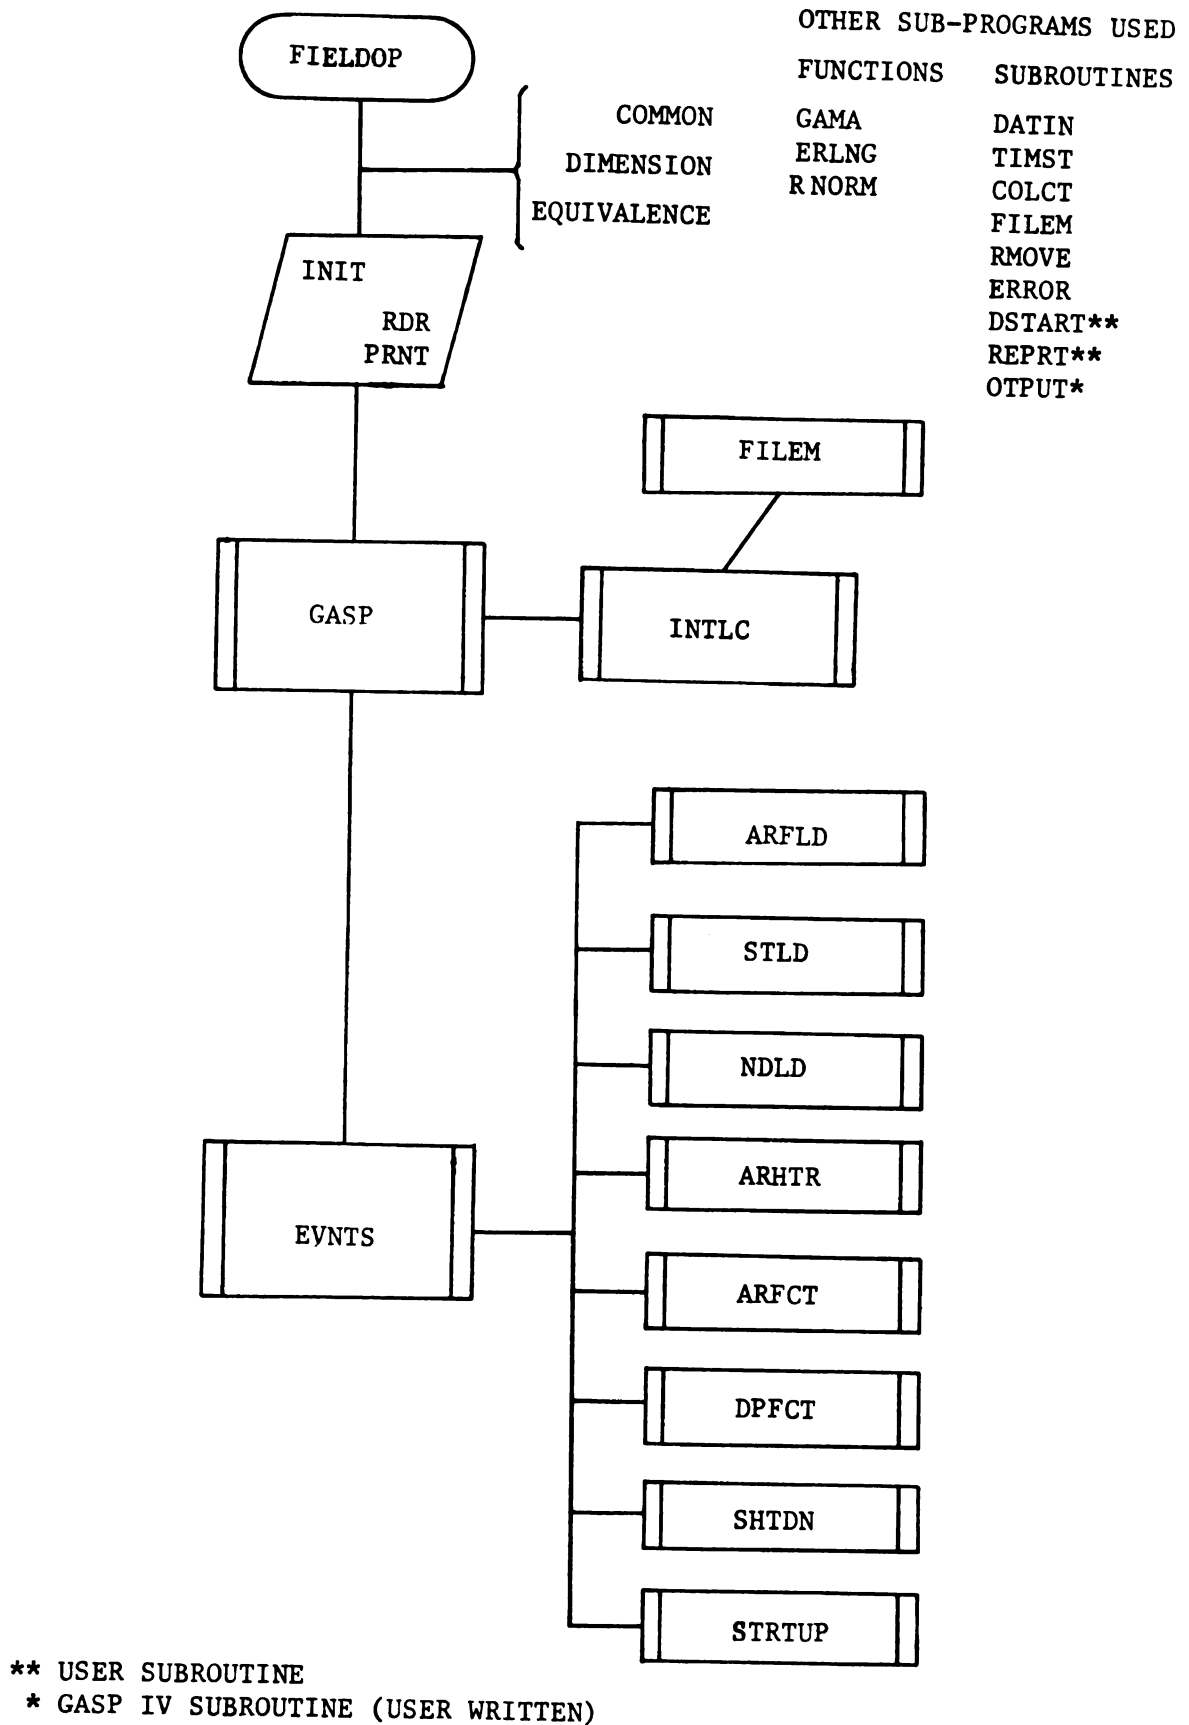 OTHER SUB-PROGRAMS USED
FIELDOP
FUNCTIONS SUBROUTINES
COMMON
DIMENSION
EQUIVALENCE
GAMA
ERLNG
R NORM
DATIN
TIMST
COLCT
FILEM
RMOVE
ERROR
DSTART**
REPRT**
OTPUT*
INIT
RDR
PRNT
FILEM
GASP
INTLC
ARFLD
STLD
NDLD
ARHTR
EVNTS
ARFCT
DPFCT
SHTDN
STRTUP
** USER SUBROUTINE
* GASP IV SUBROUTINE (USER WRITTEN)